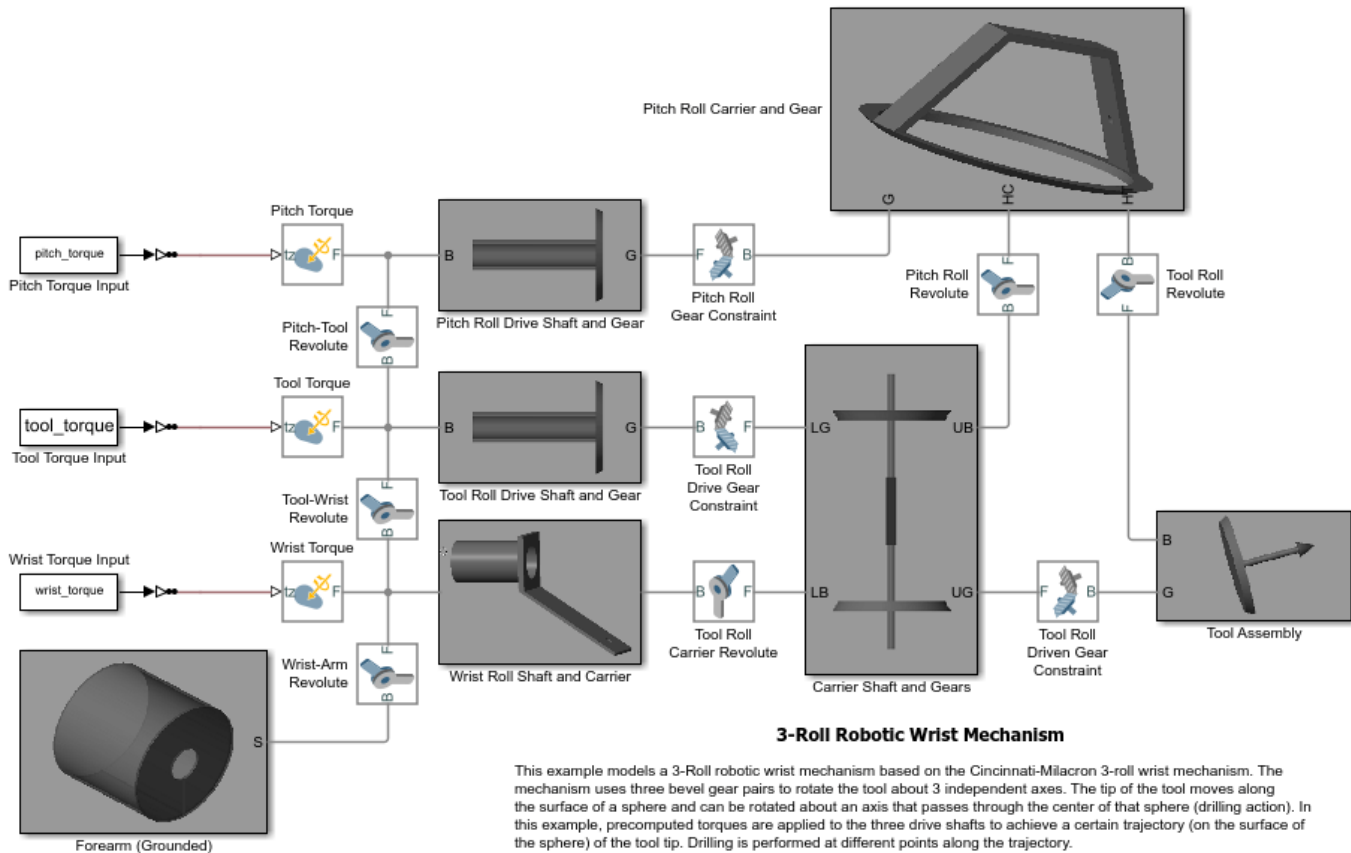 Pitch Roll Carrier and Gear
G
HC
HT
Pitch Torque
pitch_torque
tz
F
B
G
F
B
Pitch Torque Input
Pitch Roll Drive Shaft and Gear
Pitch Roll
Gear Constraint
Pitch Roll
Revolute
F
B
Tool Roll
Revolute
B
F
Pitch-Tool
Revolute
F
B
Tool Torque
tool_torque
tz
F
B
G
B
F
LG
UB
Tool Torque Input
Tool Roll Drive Shaft and Gear
Tool Roll
Drive Gear
Constraint
Tool-Wrist
Revolute
F
B
Wrist Torque Input
Wrist Torque
wrist_torque
tz
F
B
F
LB
UG
F
B
B
G
Wrist Roll Shaft and Carrier
Tool Roll
Carrier Revolute
Carrier Shaft and Gears
Tool Roll
Driven Gear
Constraint
Tool Assembly
Wrist-Arm
Revolute
F
B
S
Forearm (Grounded)
3-Roll Robotic Wrist Mechanism
This example models a 3-Roll robotic wrist mechanism based on the Cincinnati-Milacron 3-roll wrist mechanism. The
mechanism uses three bevel gear pairs to rotate the tool about 3 independent axes. The tip of the tool moves along
the surface of a sphere and can be rotated about an axis that passes through the center of that sphere (drilling action). In
this example, precomputed torques are applied to the three drive shafts to achieve a certain trajectory (on the surface of
the sphere) of the tool tip. Drilling is performed at different points along the trajectory.